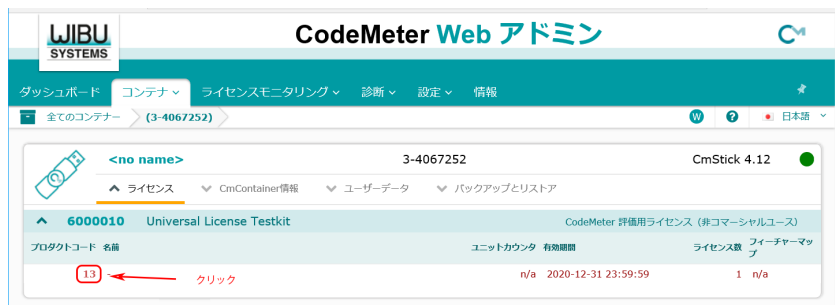 WIBU
SYSTEMS
CodeMeter Web アドミン
ダッシュボード コンテナ ライセンスモニタリング 診断 設定 情報
全てのコンテナー (3-4067252) W ? 日本語
<no name> 3-4067252 CmStick 4.12
ライセンス CmContainer情報 ユーザーデータ バックアップとリストア
6000010 Universal License Testkit CodeMeter 評価用ライセンス（非コマーシャルユース）
プロダクトコード 名前 ユニットカウンタ 有効期間 ライセンス数 フィーチャーマップ
13 - クリック n/a 2020-12-31 23:59:59 1 n/a